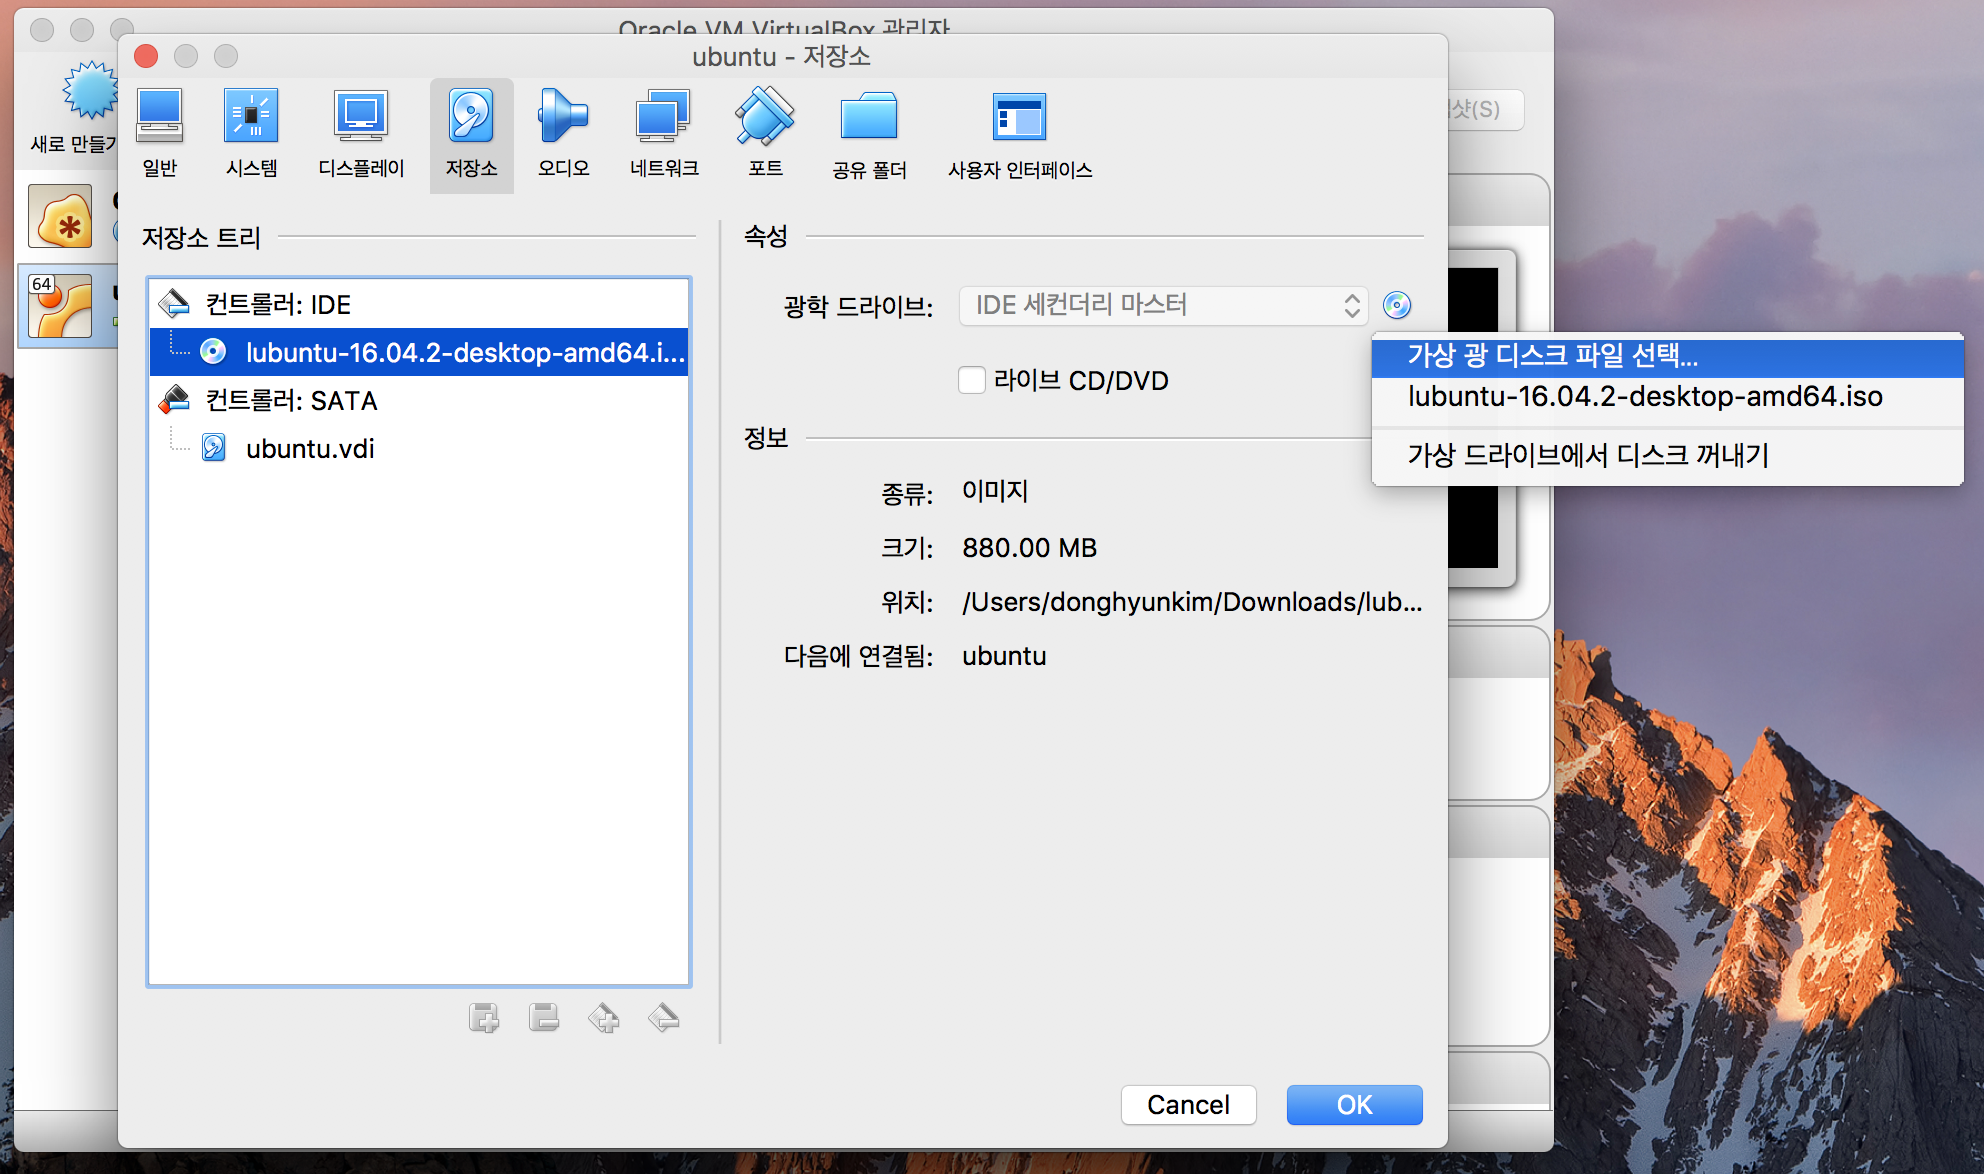 Oracle VM VirtualBox 관리자
ubuntu - 저장소
새로 만들기
일반
시스템
디스플레이
저장소
오디오
네트워크
포트
공유 폴더
사용자 인터페이스
샷(S)
64
저장소 트리
컨트롤러: IDE
lubuntu-16.04.2-desktop-amd64.i...
컨트롤러: SATA
ubuntu.vdi
속성
광학 드라이브:
IDE 세컨더리 마스터
라이브 CD/DVD
가상 광 디스크 파일 선택...
lubuntu-16.04.2-desktop-amd64.iso
가상 드라이브에서 디스크 꺼내기
정보
종류:
이미지
크기:
880.00 MB
위치:
/Users/donghyunkim/Downloads/lub...
다음에 연결됨:
ubuntu
Cancel
OK